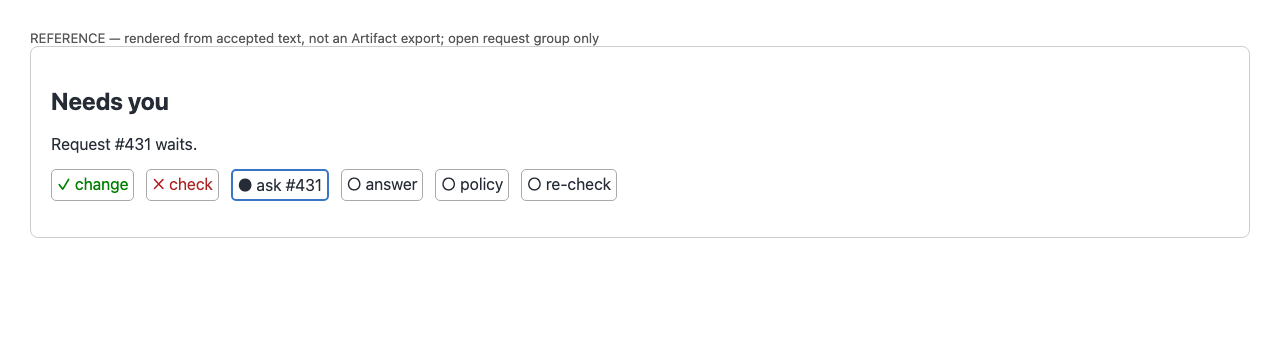 REFERENCE — rendered from accepted text, not an Artifact export; open request group only
Needs you
Request #431 waits.
✓ change ✕ check ● ask #431 ○ answer ○ policy ○ re-check